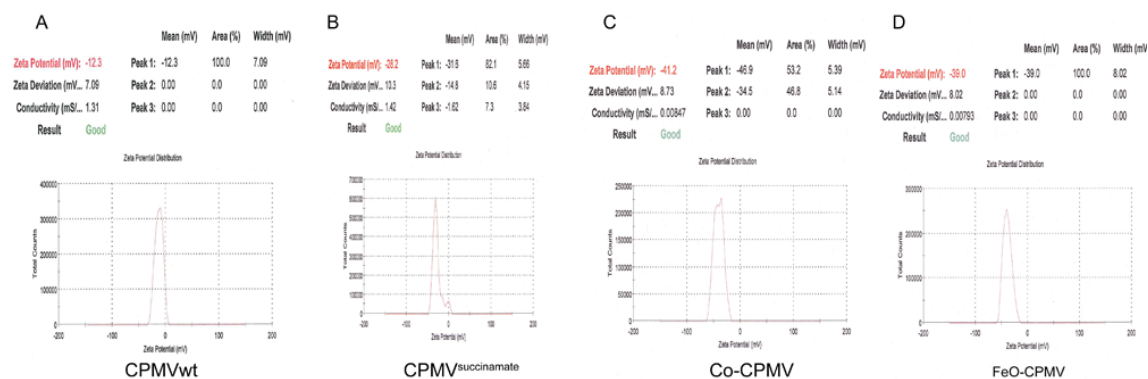 A
Mean (mV) Area (%) Width (mV)
Zeta Potential (mV): -12.3 Peak 1: -12.3 100.0 7.09
Zeta Deviation (mV... 7.09 Peak 2: 0.00 0.0 0.00
Conductivity (mS/... 1.31 Peak 3: 0.00 0.0 0.00
Result Good
Zeta Potential Distribution
Total Counts
400000
300000
200000
100000
0
-200 -100 0 100 200
Zeta Potential (mV)
CPMVwt
B
Mean (mV) Area (%) Width (mV)
Zeta Potential (mV): -28.2 Peak 1: -31.6 82.1 5.66
Zeta Deviation (mV... 10.3 Peak 2: -14.8 10.6 4.15
Conductivity (mS/... 1.42 Peak 3: -1.62 7.3 3.84
Result Good
Zeta Potential Distribution
Total Counts
700000
600000
500000
400000
300000
200000
100000
0
-200 -100 0 100 200
Zeta Potential (mV)
CPMVsuccinamate
C
Mean (mV) Area (%) Width (mV)
Zeta Potential (mV): -41.2 Peak 1: -46.9 53.2 5.39
Zeta Deviation (mV... 8.73 Peak 2: -34.5 46.8 5.14
Conductivity (mS/... 0.00847 Peak 3: 0.00 0.0 0.00
Result Good
Zeta Potential Distribution
Total Counts
250000
200000
150000
100000
50000
0
-200 -100 0 100 200
Zeta Potential (mV)
Co-CPMV
D
Mean (mV) Area (%) Width (mV)
Zeta Potential (mV): -39.0 Peak 1: -39.0 100.0 8.02
Zeta Deviation (mV... 8.02 Peak 2: 0.00 0.0 0.00
Conductivity (mS/... 0.00793 Peak 3: 0.00 0.0 0.00
Result Good
Zeta Potential Distribution
Total Counts
300000
200000
100000
0
-200 -100 0 100 200
Zeta Potential (mV)
FeO-CPMV